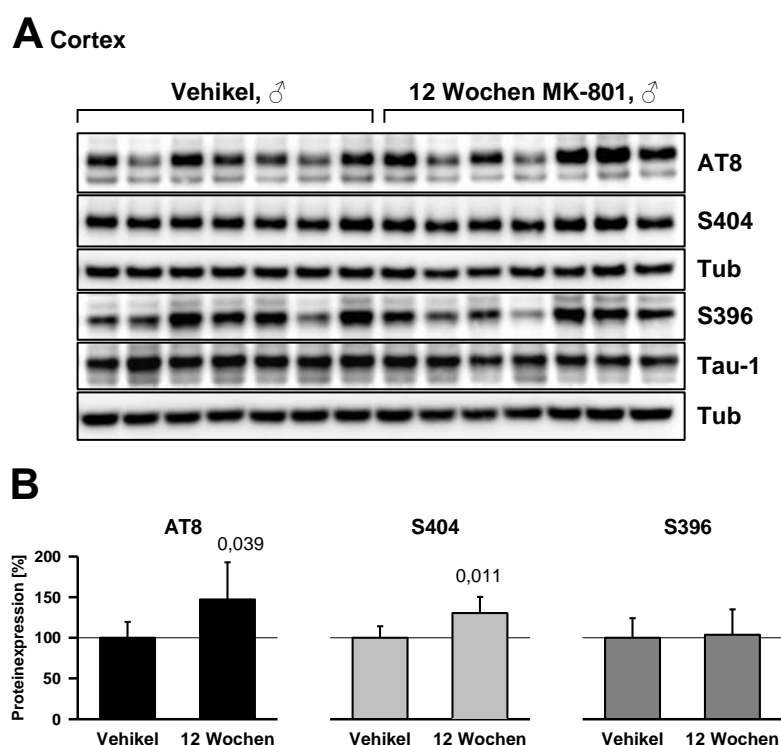 A Cortex
Vehikel, ♂
12 Wochen MK-801, ♂
AT8
S404
Tub
S396
Tau-1
Tub
B
AT8
S404
S396
Proteinexpression [%]
200
150
100
50
0
0,039
0,011
Vehikel 12 Wochen
Vehikel 12 Wochen
Vehikel 12 Wochen